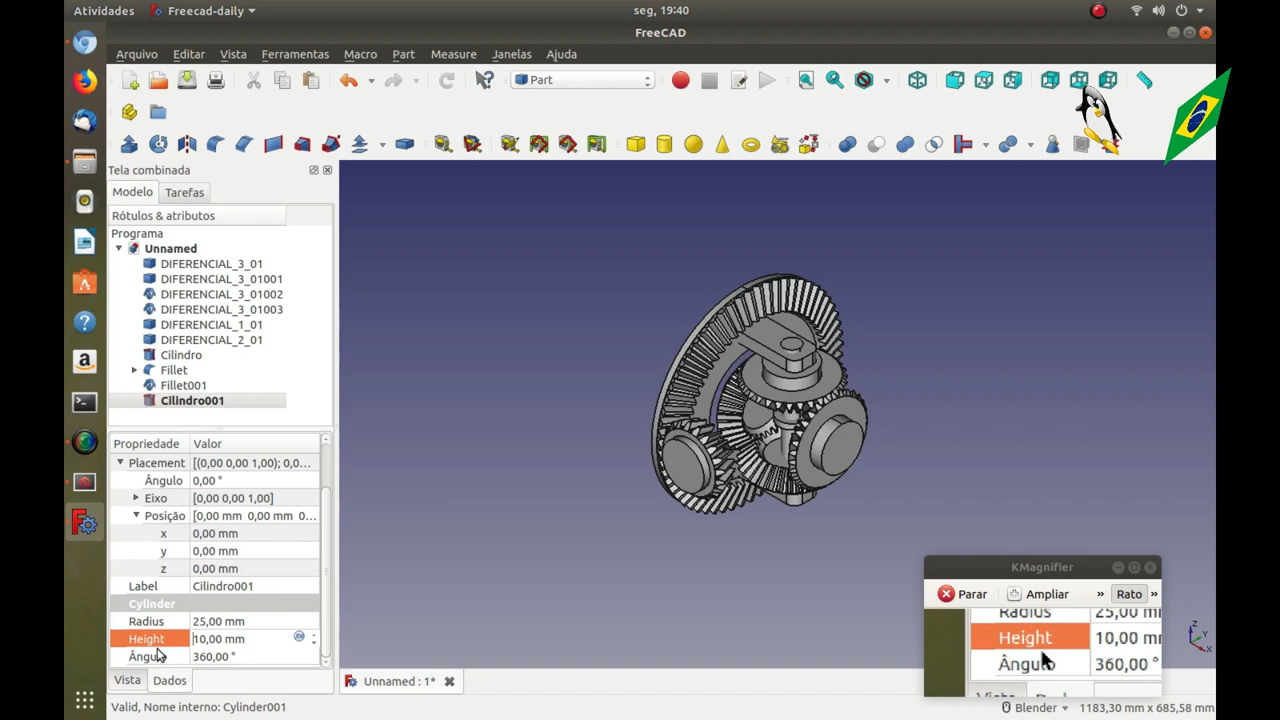 Atividades
Freecad-daily
seg, 19:40
FreeCAD
Arquivo Editar Vista Ferramentas Macro Part Measure Janelas Ajuda
Part
Tela combinada
Modelo Tarefas
Rótulos & atributos
Programa
Unnamed
DIFERENCIAL_3_01
DIFERENCIAL_3_01001
DIFERENCIAL_3_01002
DIFERENCIAL_3_01003
DIFERENCIAL_1_01
DIFERENCIAL_2_01
Cilindro
Fillet
Fillet001
Cilindro001
Propriedade Valor
Placement [(0,00 0,00 1,00); 0,0...
Ângulo 0,00 °
Eixo [0,00 0,00 1,00]
Posição [0,00 mm 0,00 mm 0...
x 0,00 mm
y 0,00 mm
z 0,00 mm
Label Cilindro001
Cylinder
Radius 25,00 mm
Height 10,00 mm
Ângulo 360,00 °
Vista Dados
Unnamed : 1*
KMagnifier
Parar Ampliar » Rato »
Radius 25,00 m
Height 10,00 m
Ângulo 360,00 °
Z
Y
X
Valid, Nome interno: Cylinder001
Blender
1183,30 mm x 685,58 mm